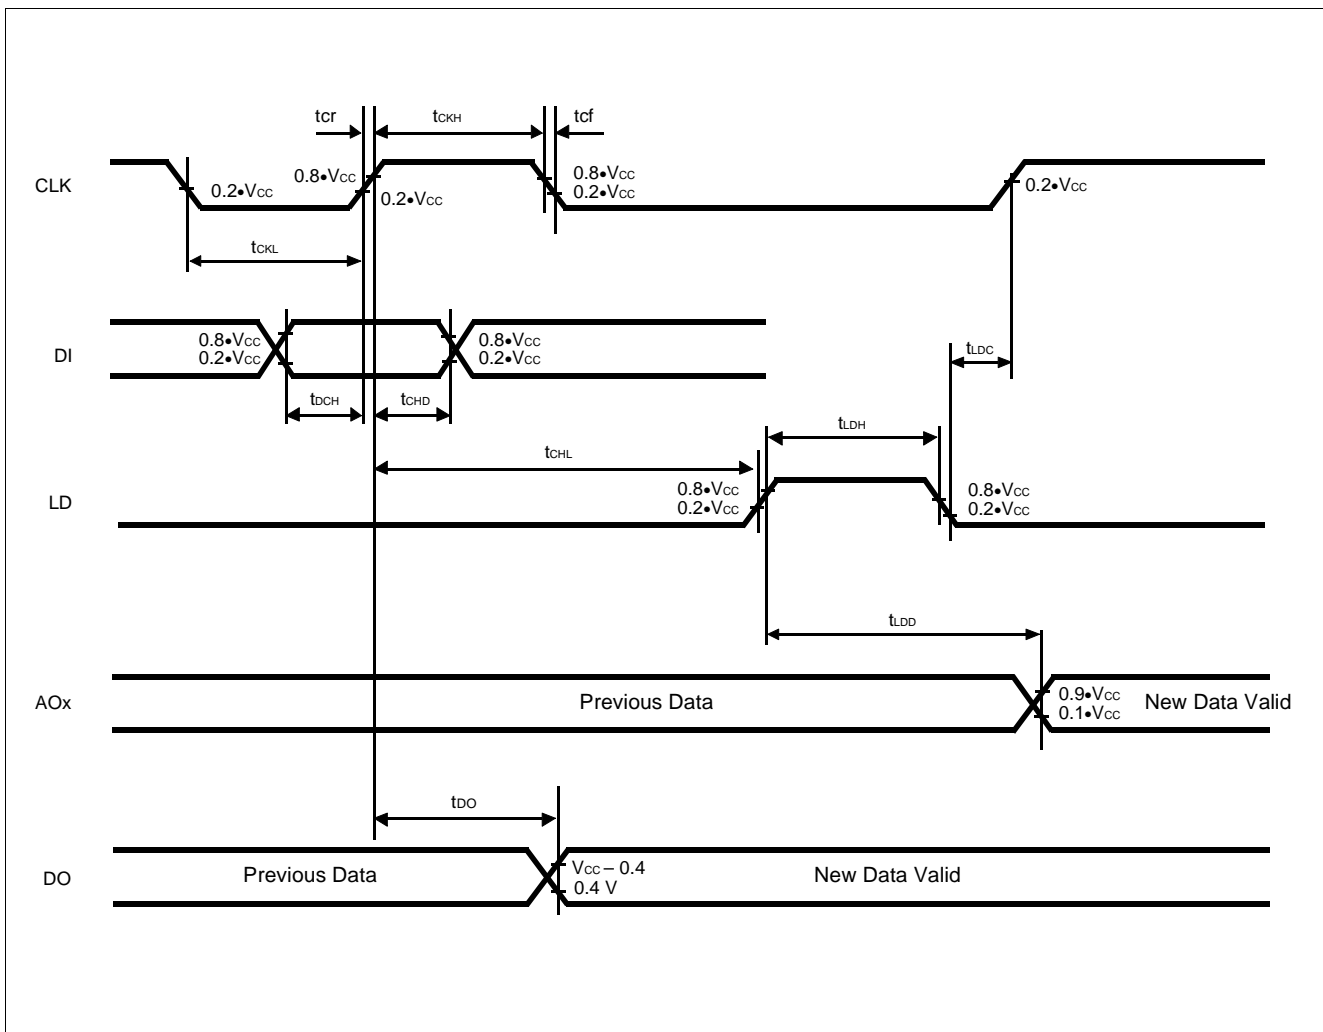 tcr
tCKH
tcf
CLK
0.2•VCC
0.8•VCC
0.2•VCC
0.8•VCC
0.2•VCC
0.2•VCC
tCKL
DI
0.8•VCC
0.2•VCC
0.8•VCC
0.2•VCC
tLDC
tDCH
tCHD
tLDH
tCHL
LD
0.8•VCC
0.2•VCC
0.8•VCC
0.2•VCC
tLDD
AOx
Previous Data
0.9•VCC
0.1•VCC
New Data Valid
tDO
DO
Previous Data
VCC – 0.4
0.4 V
New Data Valid